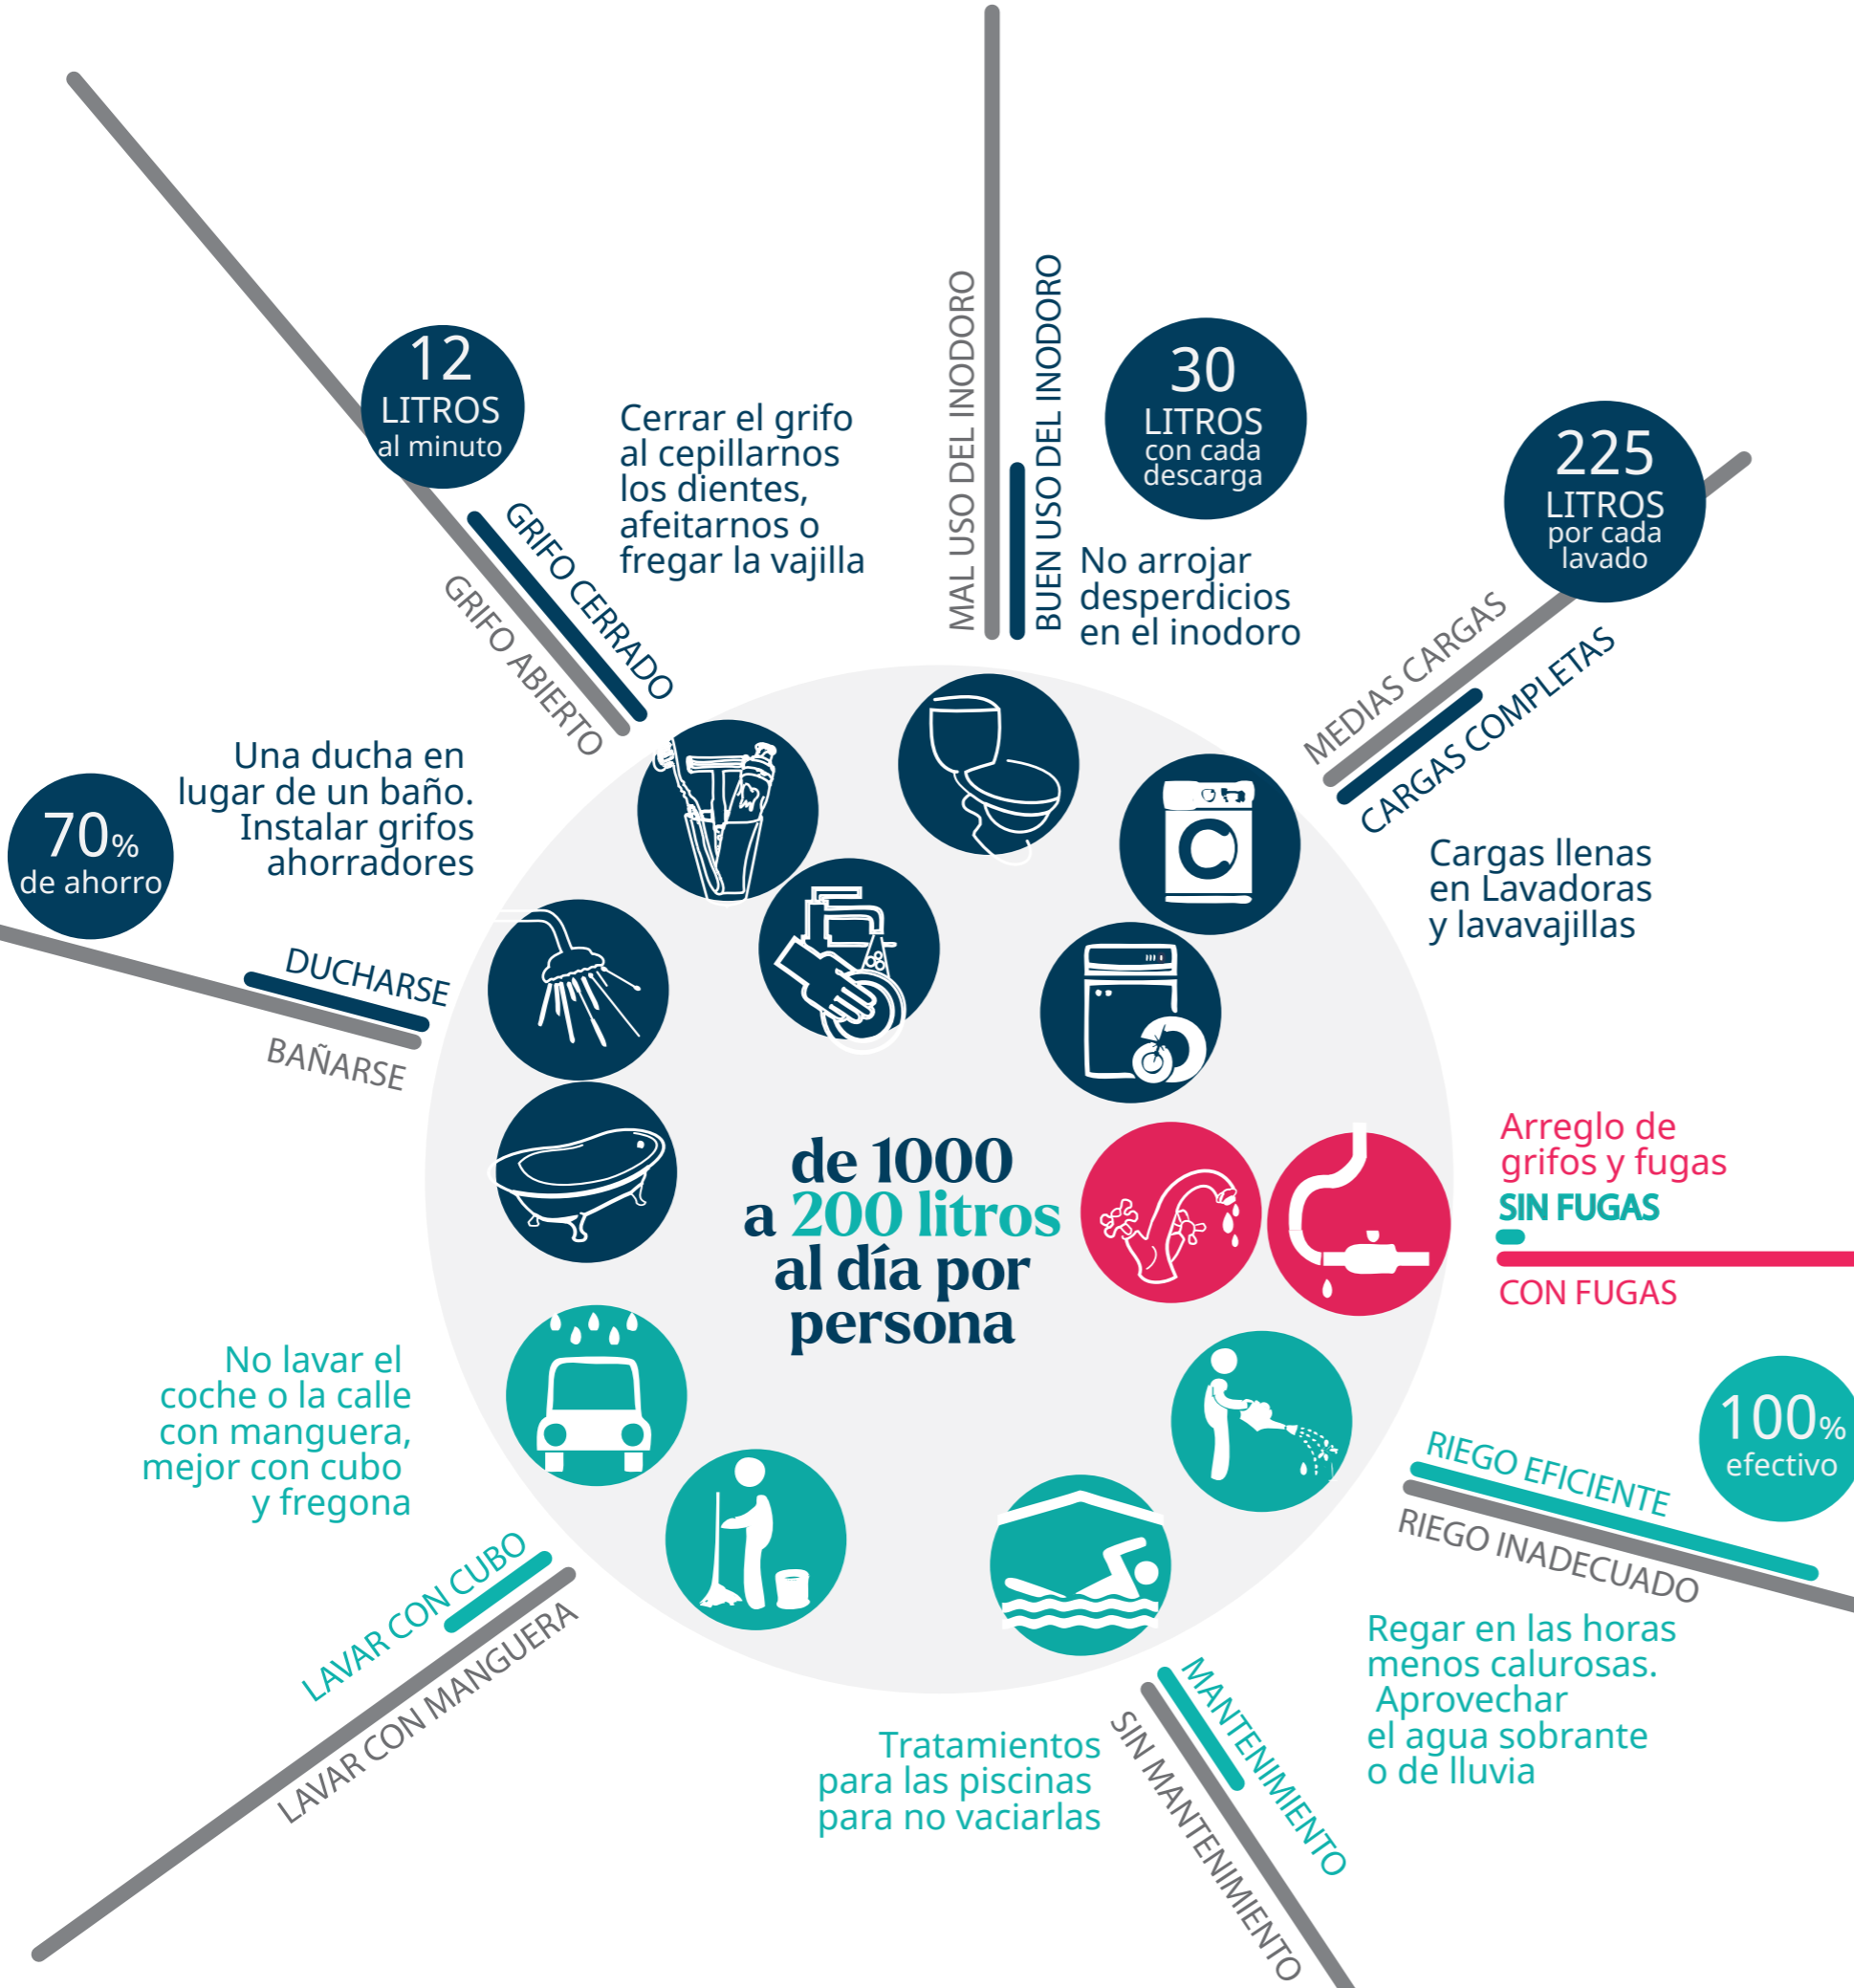 12
LITROS
al minuto
Cerrar el grifo
al cepillarnos
los dientes,
afeitarnos o
fregar la vajilla
GRIFO CERRADO
GRIFO ABIERTO
MAL USO DEL INODORO
BUEN USO DEL INODORO
30
LITROS
con cada
descarga
No arrojar
desperdicios
en el inodoro
225
LITROS
por cada
lavado
MEDIAS CARGAS
CARGAS COMPLETAS
Cargas llenas
en Lavadoras
y lavavajillas
Una ducha en
lugar de un baño.
Instalar grifos
ahorradores
70%
de ahorro
DUCHARSE
BAÑARSE
de 1000
a 200 litros
al día por
persona
Arreglo de
grifos y fugas
SIN FUGAS
CON FUGAS
100%
efectivo
RIEGO EFICIENTE
RIEGO INADECUADO
Regar en las horas
menos calurosas.
Aprovechar
el agua sobrante
o de lluvia
No lavar el
coche o la calle
con manguera,
mejor con cubo
y fregona
LAVAR CON CUBO
LAVAR CON MANGUERA
Tratamientos
para las piscinas
para no vaciarlas
MANTENIMIENTO
SIN MANTENIMIENTO